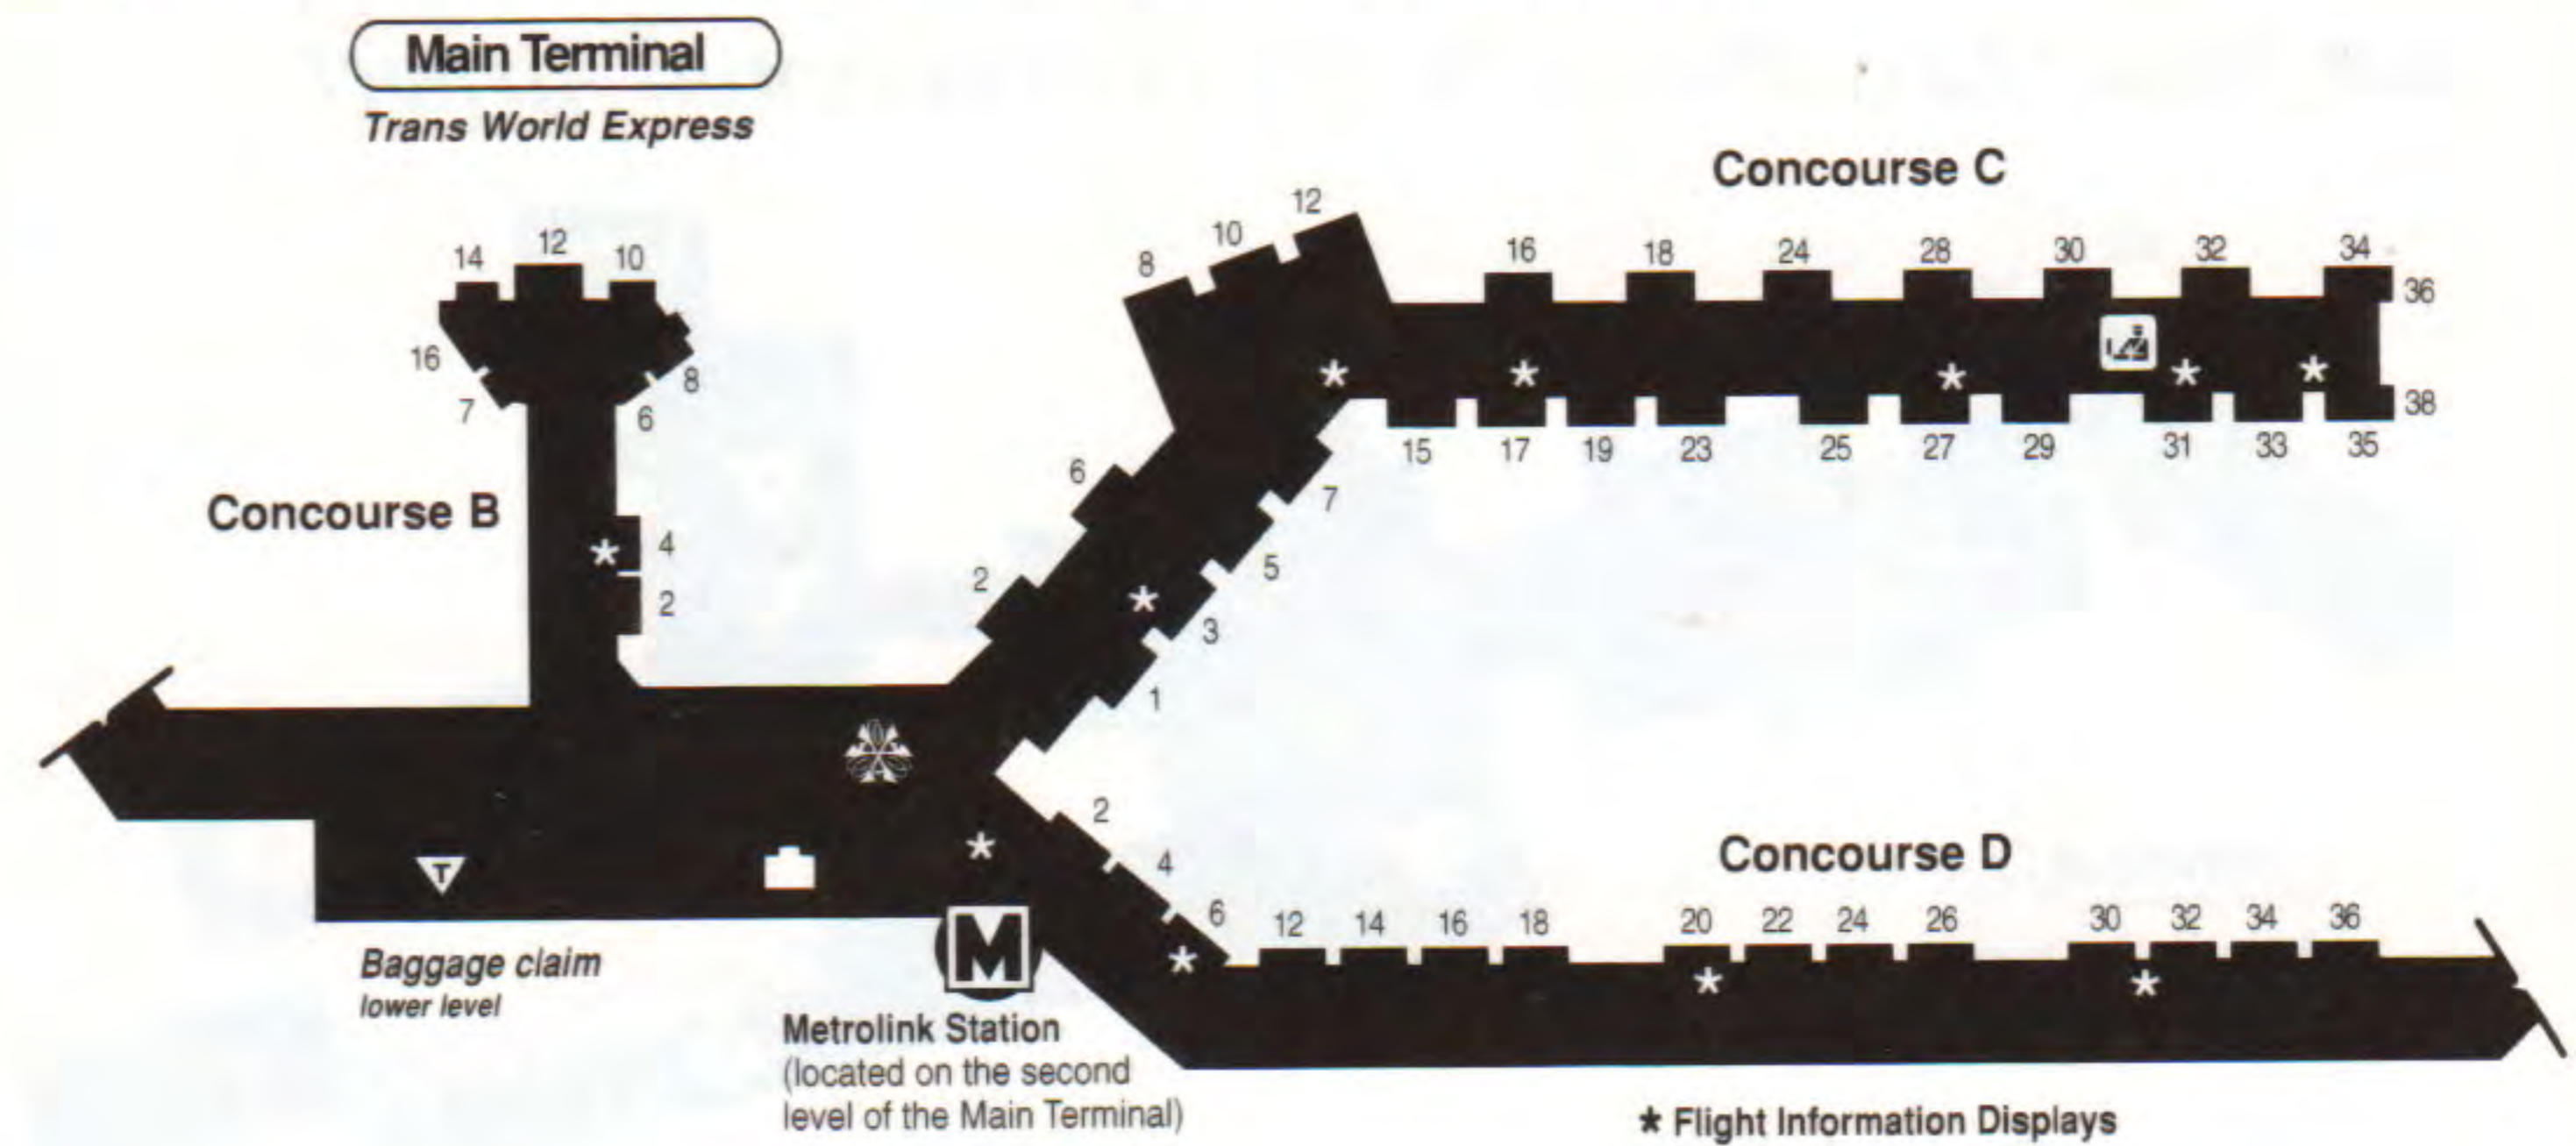 Main Terminal
Trans World Express
Concourse C
12
10
8
16 18 24 28 30 32 34
36
38
15 17 19 23 25 27 29 31 33 35
14 12 10
16
7
8
6
Concourse B
4
2
6
2
7
5
3
1
T
2
4
6
Concourse D
12 14 16 18 20 22 24 26 30 32 34 36
Baggage claim
lower level
M
Metrolink Station
(located on the second
level of the Main Terminal)
* Flight Information Displays